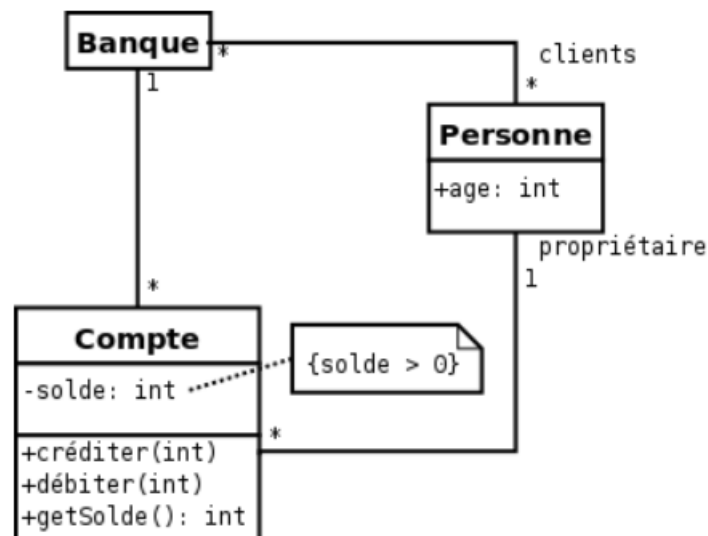 Banque
*
1
clients
*
Personne
+age: int
propriétaire
1
*
Compte
-solde: int
{solde > 0}
*
+créditer(int)
+débiter(int)
+getSolde(): int